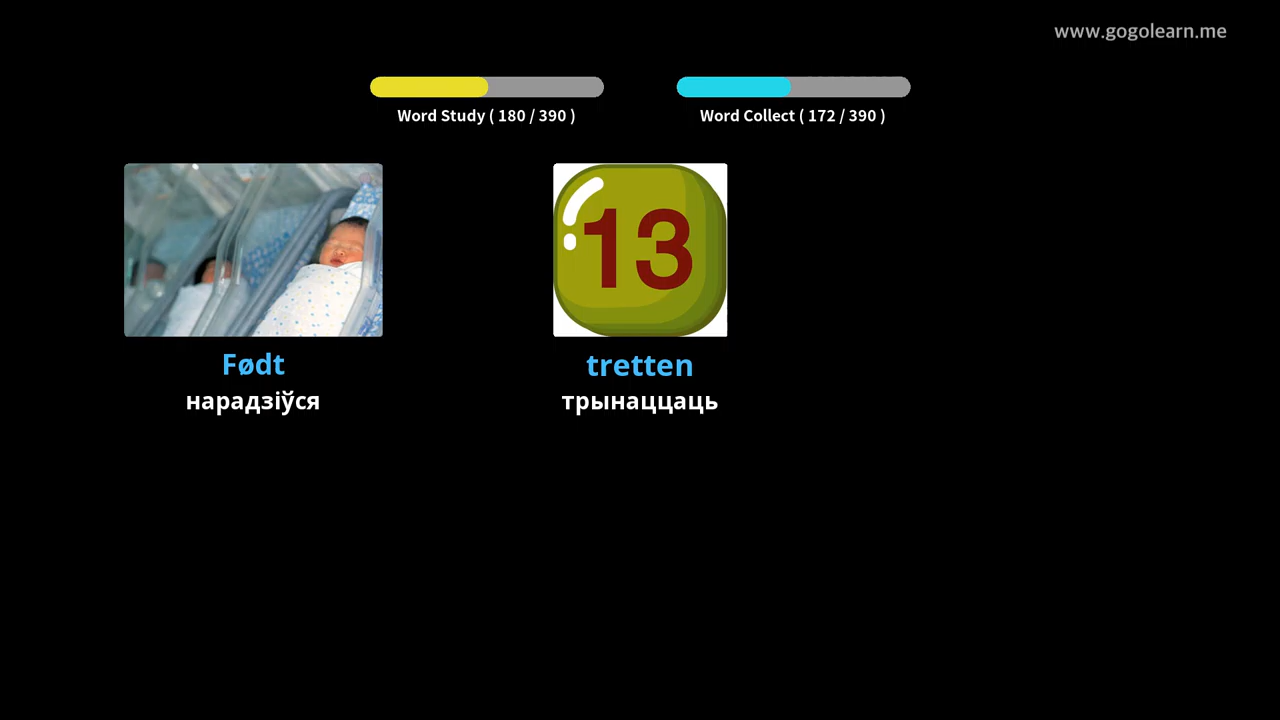 www.gogolearn.me
Word Study ( 180 / 390 )
Word Collect ( 172 / 390 )
13
Født
tretten
нарадзіўся
трынаццаць